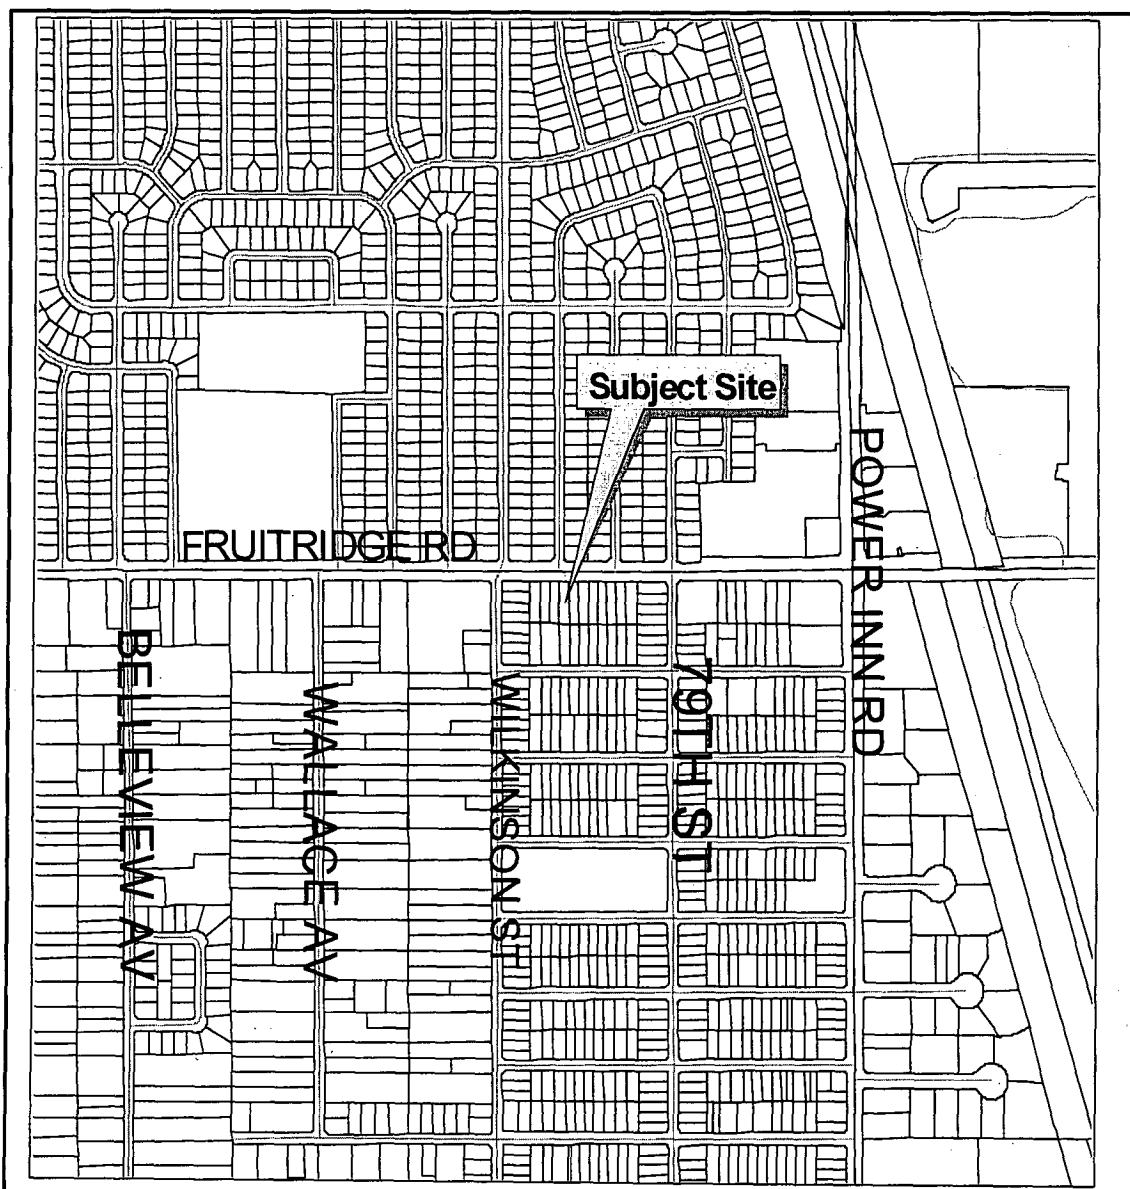 Subject Site
FRUITRIDGE RD
POWER INN RD
BELLEVIEW AV
WALLACE AV
WILKINSON ST
79TH ST